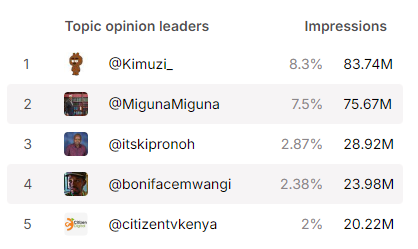 Topic opinion leaders Impressions
1 @Kimuzi_ 8.3% 83.74M
2 @MigunaMiguna 7.5% 75.67M
3 @itskipronoh 2.87% 28.92M
4 @bonifacemwangi 2.38% 23.98M
5 Citizen @citizentvkenya 2% 20.22M